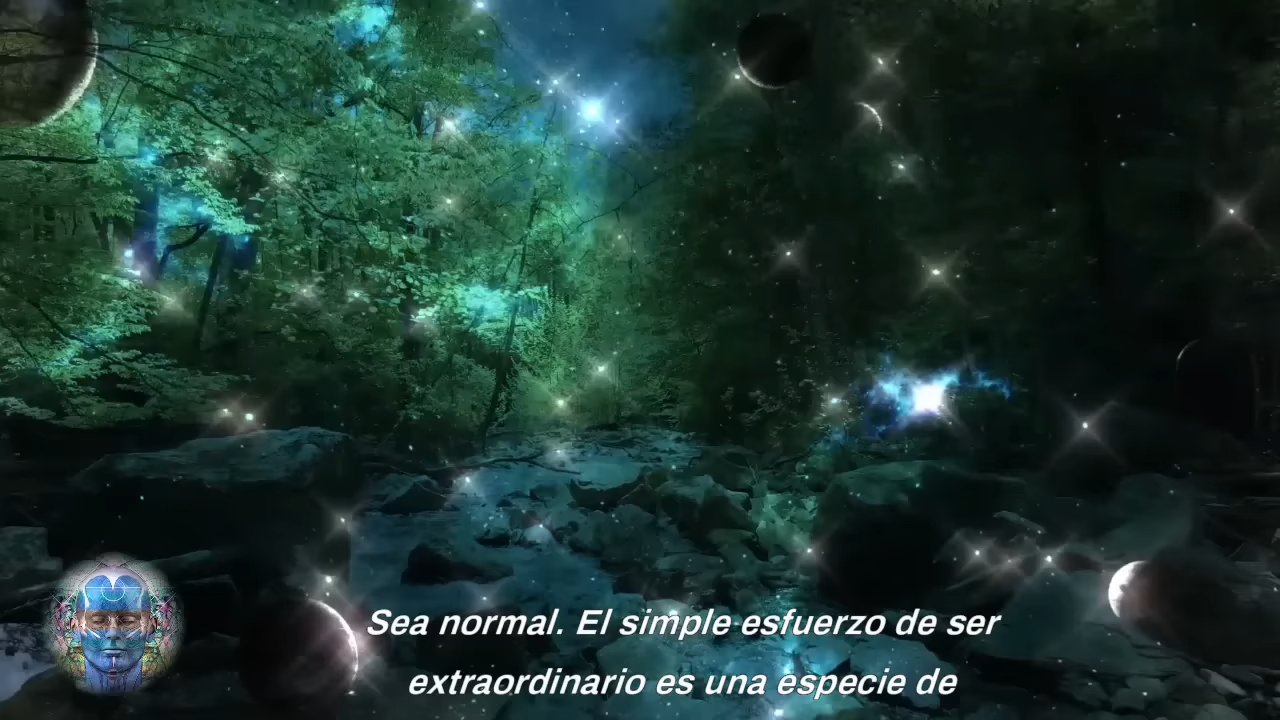 Sea normal. El simple esfuerzo de ser
extraordinario es una especie de